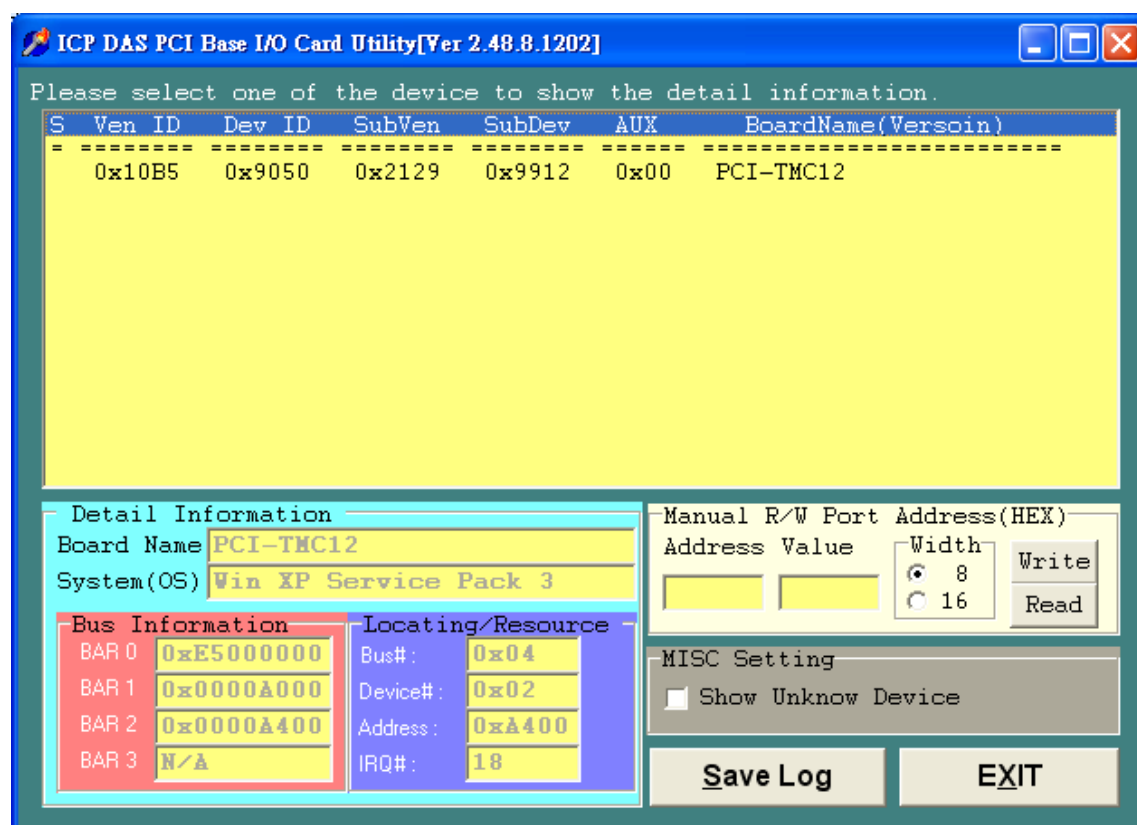 ICP DAS PCI Base I/O Card Utility[Ver 2.48.8.1202]
Please select one of the device to show the detail information.
S Ven ID Dev ID SubVen SubDev AUX BoardName(Versoin)
= ======== ======== ======== ======== ====== =========================
0x10B5 0x9050 0x2129 0x9912 0x00 PCI-TMC12
Detail Information
Board Name PCI-TMC12
System(OS) Win XP Service Pack 3
Bus Information
BAR 0 0xE5000000
BAR 1 0x0000A000
BAR 2 0x0000A400
BAR 3 N/A
Locating/Resource
Bus# : 0x04
Device# : 0x02
Address : 0xA400
IRQ# : 18
Manual R/W Port Address(HEX)
Address Value Width
8
16
Write
Read
MISC Setting
Show Unknow Device
Save Log
EXIT